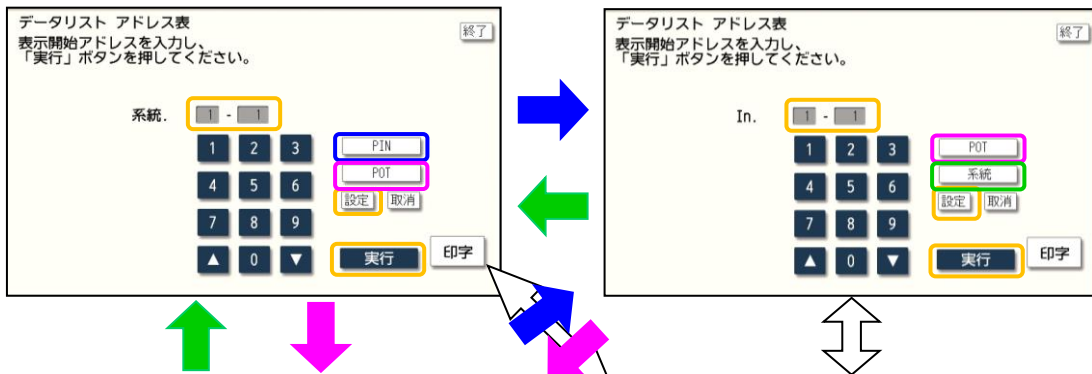 データリスト アドレス表
終了
表示開始アドレスを入力し、
「実行」ボタンを押してください。
系統. 1 - 1
1 2 3 PIN
POT
4 5 6
設定 取消
7 8 9
▲ 0 ▼ 実行 印字
データリスト アドレス表
終了
表示開始アドレスを入力し、
「実行」ボタンを押してください。
In. 1 - 1
1 2 3 POT
系統
4 5 6
設定 取消
7 8 9
▲ 0 ▼ 実行 印字